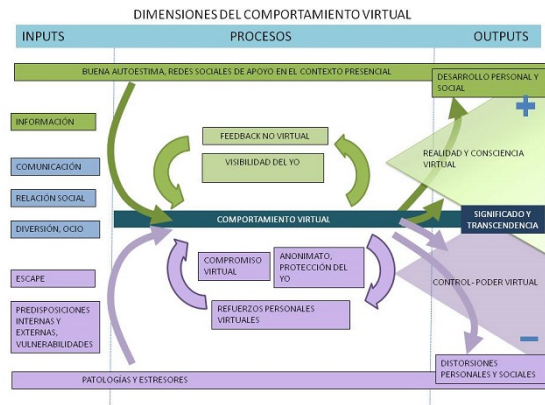 DIMENSIONES DEL COMPORTAMIENTO VIRTUAL
INPUTS
PROCESOS
OUTPUTS
BUENA AUTOESTIMA, REDES SOCIALES DE APOYO EN EL CONTEXTO PRESENCIAL
DESARROLLO PERSONAL Y
SOCIAL
+
INFORMACIÓN
FEEDBACK NO VIRTUAL
VISIBILIDAD DEL YO
REALIDAD Y CONSCIENCIA
VIRTUAL
COMUNICACIÓN
RELACIÓN SOCIAL
DIVERSIÓN, OCIO
COMPORTAMIENTO VIRTUAL
SIGNIFICADO Y
TRANSCENDENCIA
COMPROMISO
VIRTUAL
ANONIMATO,
PROTECCIÓN DEL
YO
ESCAPE
CONTROL- PODER VIRTUAL
PREDISPOSICIONES
INTERNAS Y
EXTERNAS,
VULNERABILIDADES
REFUERZOS PERSONALES
VIRTUALES
−
DISTORSIONES
PERSONALES Y SOCIALES
PATOLOGÍAS Y ESTRESORES